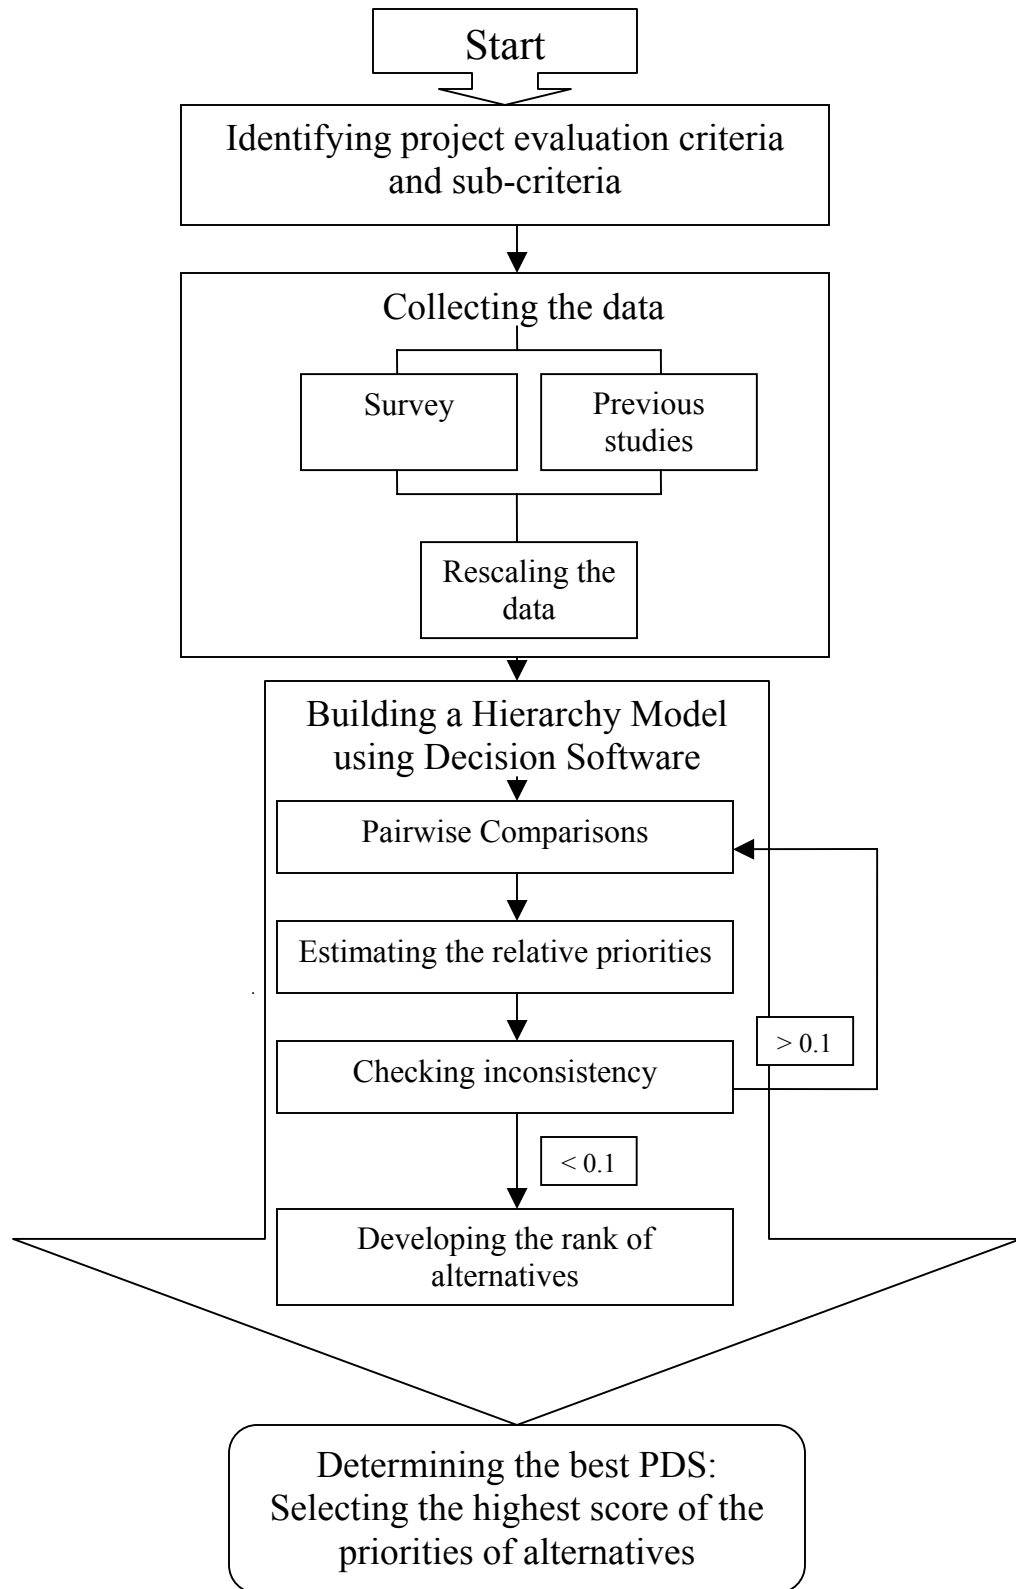 Start
Identifying project evaluation criteria
and sub-criteria
Collecting the data
Survey
Previous
studies
Rescaling the
data
Building a Hierarchy Model
using Decision Software
Pairwise Comparisons
Estimating the relative priorities
.
> 0.1
Checking inconsistency
< 0.1
Developing the rank of
alternatives
Determining the best PDS:
Selecting the highest score of the
priorities of alternatives